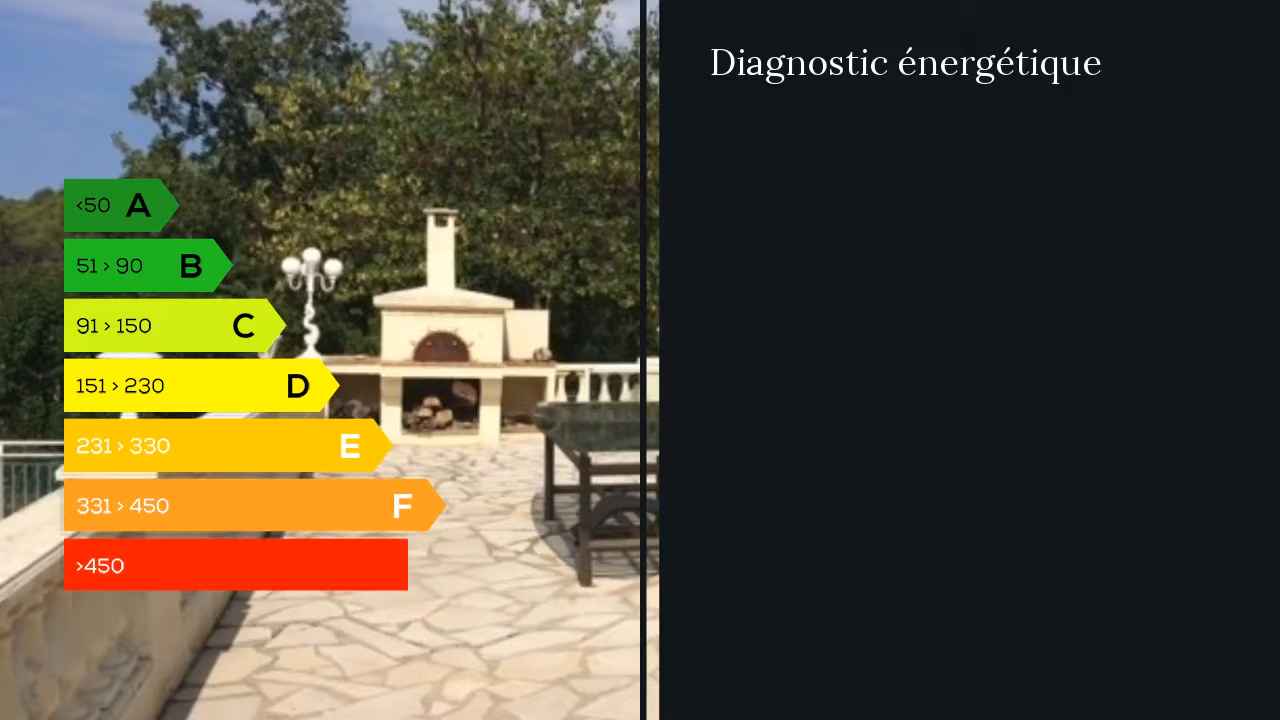 Diagnostic énergétique
<50 A
51 > 90 B
91 > 150 C
151 > 230 D
231 > 330 E
331 > 450 F
>450